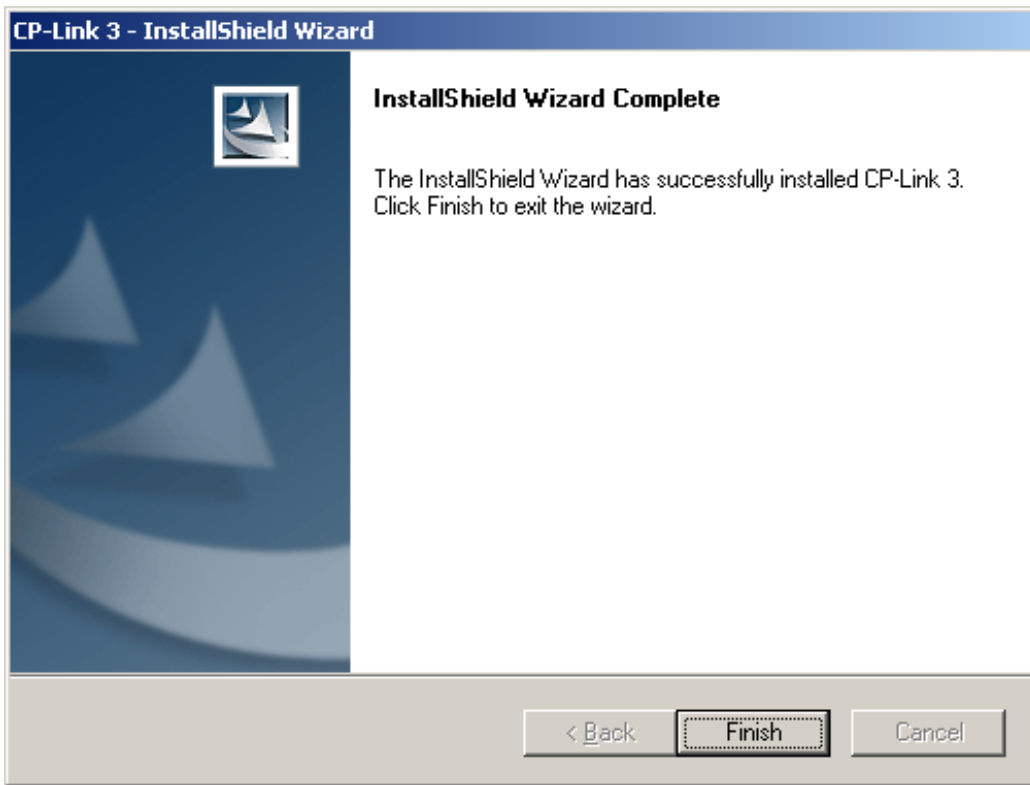 CP-Link 3 - InstallShield Wizard
InstallShield Wizard Complete
The InstallShield Wizard has successfully installed CP-Link 3.
Click Finish to exit the wizard.
< Back
Finish
Cancel